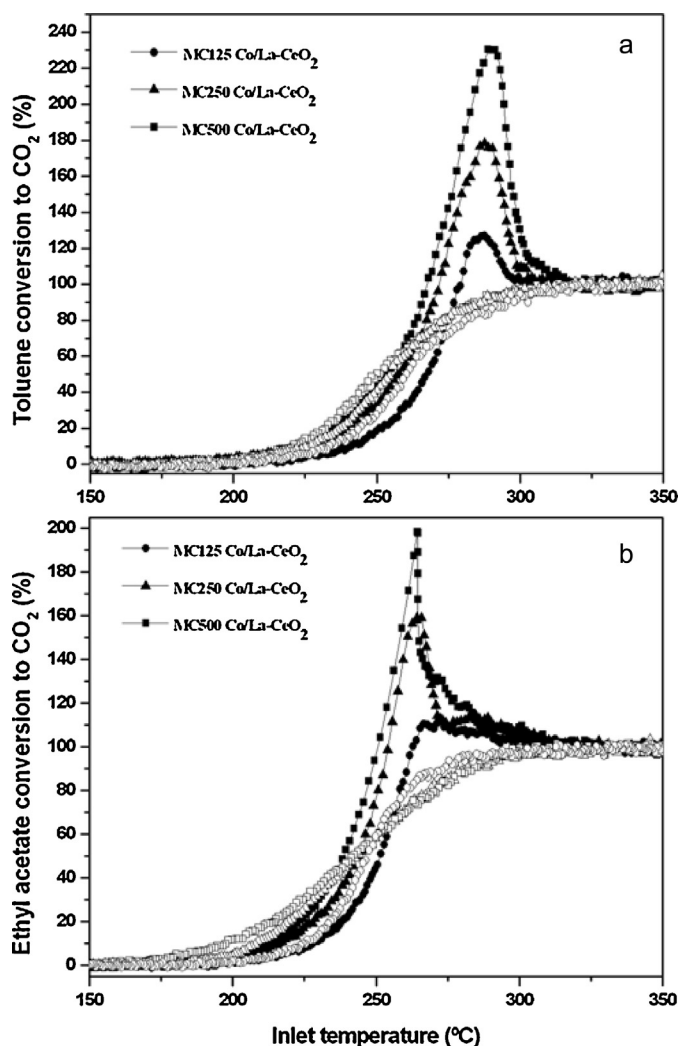 a
MC125 Co/La-CeO₂
MC250 Co/La-CeO₂
MC500 Co/La-CeO₂
Toluene conversion to CO₂ (%)
240
220
200
180
160
140
120
100
80
60
40
20
0
150 200 250 300 350
b
MC125 Co/La-CeO₂
MC250 Co/La-CeO₂
MC500 Co/La-CeO₂
Ethyl acetate conversion to CO₂ (%)
200
180
160
140
120
100
80
60
40
20
0
150 200 250 300 350
Inlet temperature (ºC)